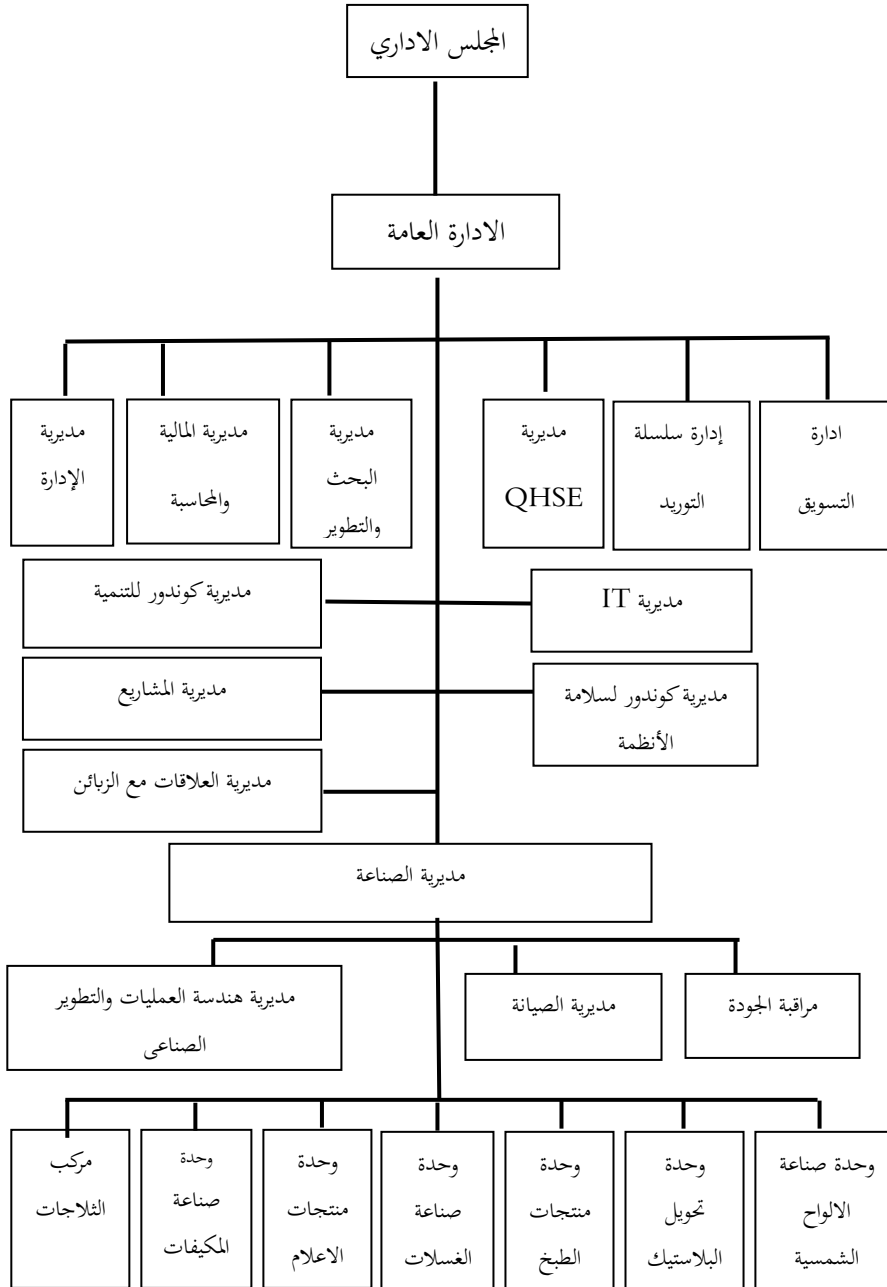 المجلس الاداري
الادارة العامة
ادارة
التسويق
إدارة سلسلة
التوريد
مديرية
QHSE
مديرية
البحث
والتطوير
مديرية المالية
والمحاسبة
مديرية
الإدارة
مديرية IT
مديرية كوندور للتنمية
مديرية كوندور لسلامة
الأنظمة
مديرية المشاريع
مديرية العلاقات مع الزبائن
مديرية الصناعة
مراقبة الجودة
مديرية الصيانة
مديرية هندسة العمليات والتطوير
الصناعى
وحدة صناعة
الالواح
الشمسية
وحدة
تحويل
البلاستيك
وحدة
منتجات
الطبخ
وحدة
صناعة
الغسلات
وحدة
منتجات
الاعلام
وحدة
صناعة
المكيفات
مركب
الثلاجات